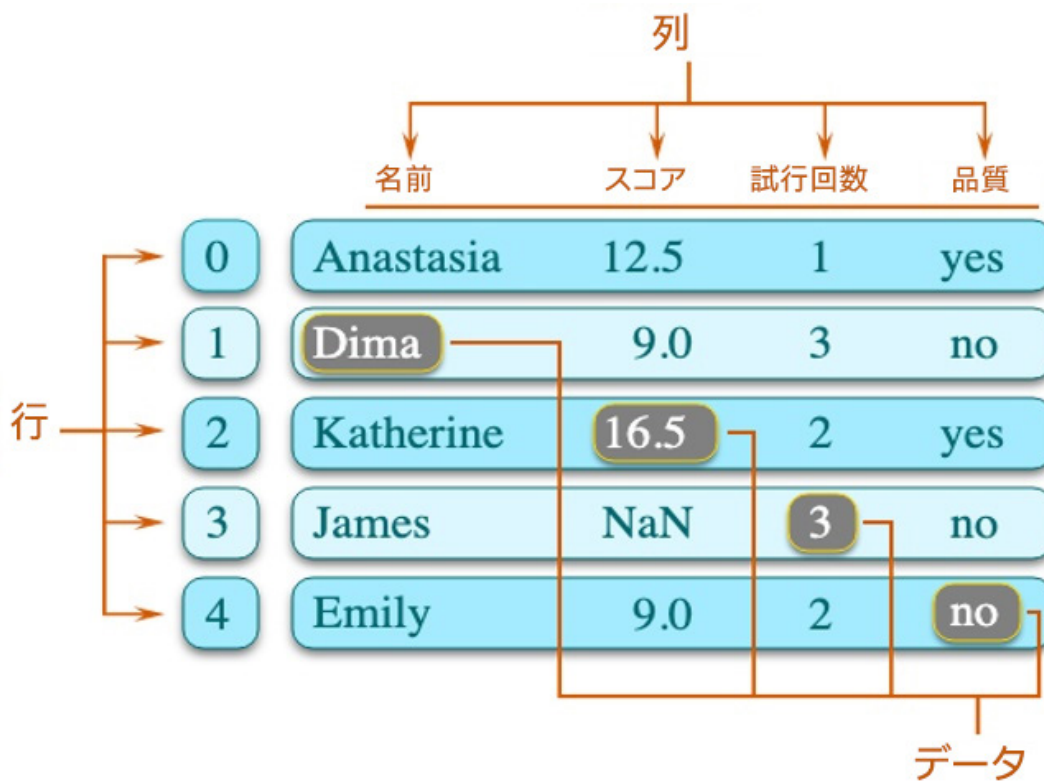 列
名前 スコア 試行回数 品質
0 Anastasia 12.5 1 yes
1 Dima 9.0 3 no
行
2 Katherine 16.5 2 yes
3 James NaN 3 no
4 Emily 9.0 2 no
データ